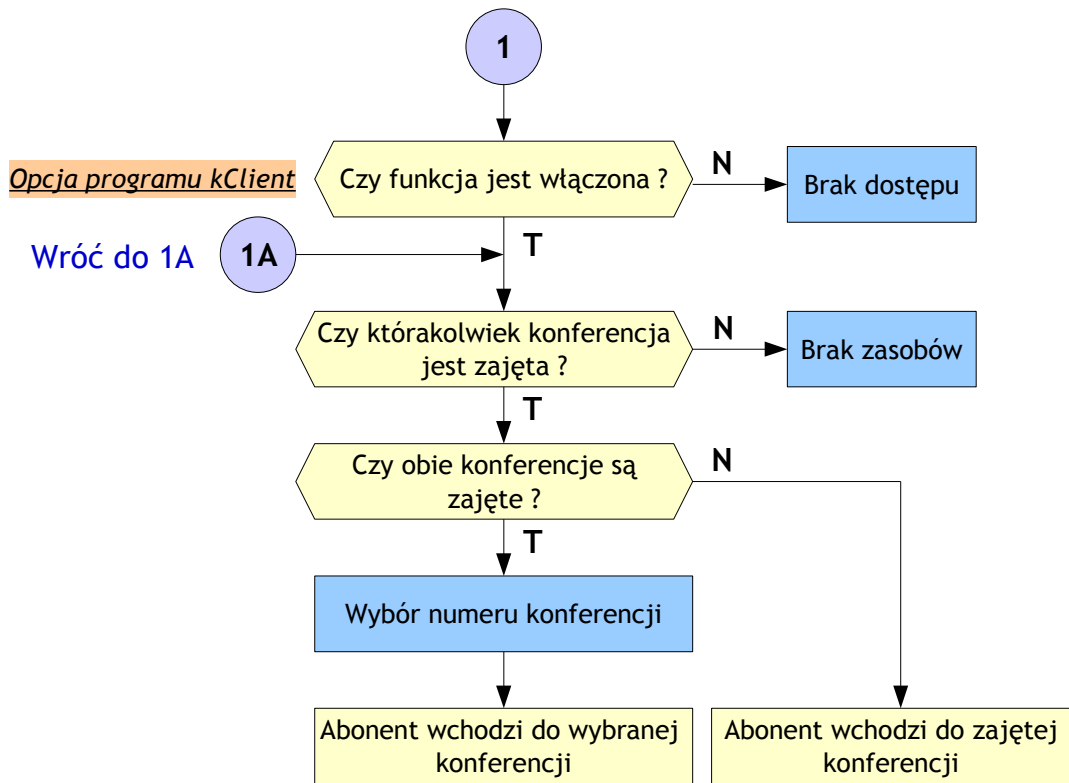 1
Opcja programu kClient
Czy funkcja jest włączona ?
N
Brak dostępu
T
Wróć do 1A
1A
Czy którakolwiek konferencja
jest zajęta ?
N
Brak zasobów
T
Czy obie konferencje są
zajęte ?
N
T
Wybór numeru konferencji
Abonent wchodzi do wybranej
konferencji
Abonent wchodzi do zajętej
konferencji